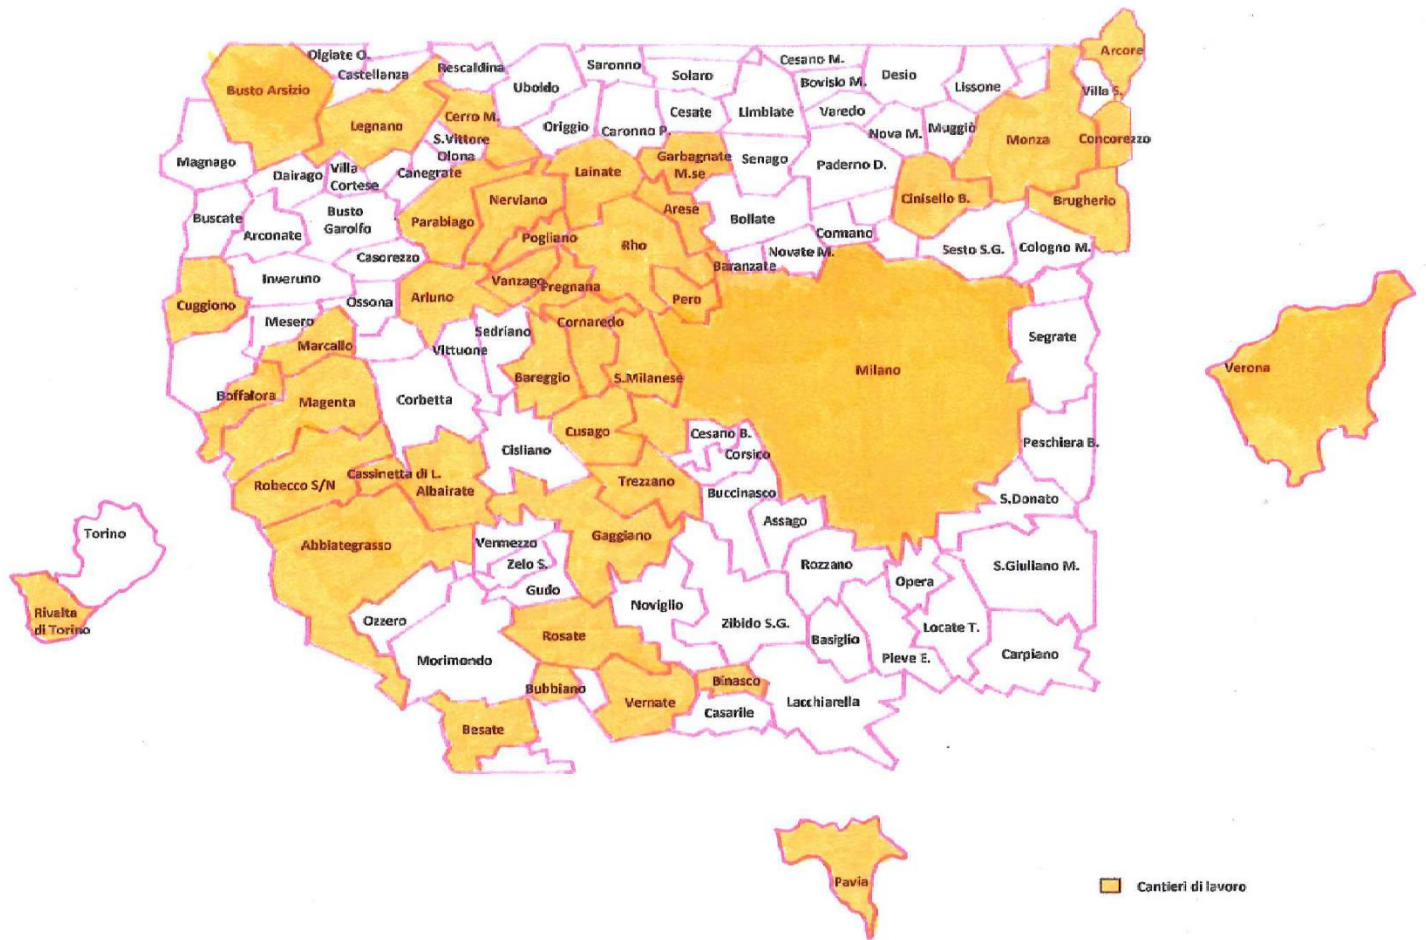 Arcore
Olgiate O.
Castellanza
Rescaldina
Saronno
Solaro
Cesano M.
Bovisio M.
Desio
Lissone
Villa S.
Busto Arsizio
Uboldo
Cesate
Limbiate
Varedo
Legnano
Cerro M.
Origgio
Caronno P.
Nova M.
Muggiò
Monza
Concorezzo
S.Vittore
Olona
Magnago
Dairago
Villa
Cortese
Canegrate
Lainate
Garbagnate
M.se
Senago
Paderno D.
Nerviano
Cinisello B.
Brugherio
Buscate
Arconate
Busto
Garolfo
Parabiago
Arese
Bollate
Pogliano
Rho
Cormano
Sesto S.G.
Cologno M.
Casorezzo
Novate M.
Baranzate
Inveruno
Vanzago
Pregnana
Cuggiono
Ossona
Arluno
Pero
Mesero
Sedriano
Cornaredo
Segrate
Marcallo
Vittuone
Milano
Verona
Bareggio
S.Milanese
Boffalora
Magenta
Corbetta
Cusago
Cesano B.
Corsico
Peschiera B.
Cisliano
Cassinetta di L.
Robecco S/N
Albairate
Trezzano
Buccinasco
S.Donato
Assago
Torino
Abbiategrasso
Vermezzo
Gaggiano
Zelo S.
Rozzano
S.Giuliano M.
Opera
Gudo
Rivalta
di Torino
Noviglio
Ozzero
Zibido S.G.
Basiglio
Locate T.
Rosate
Morimondo
Pieve E.
Carpiano
Bubbiano
Binasco
Vernate
Casarile
Lacchiarella
Besate
Pavia
Cantieri di lavoro